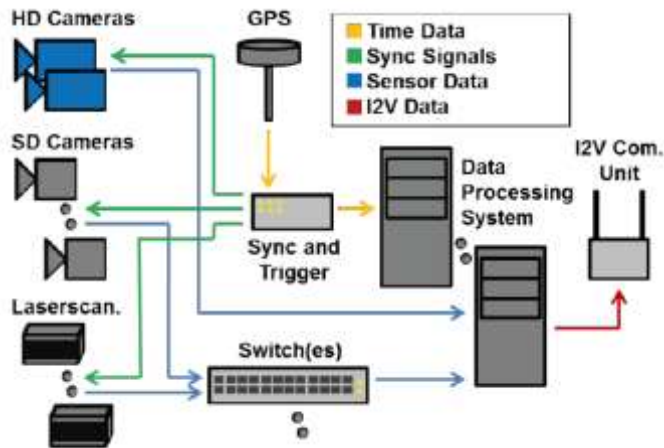 HD Cameras
GPS
Time Data
Sync Signals
Sensor Data
I2V Data
SD Cameras
I2V Com.
Unit
Data
Processing
System
Sync and
Trigger
Laserscan.
Switch(es)